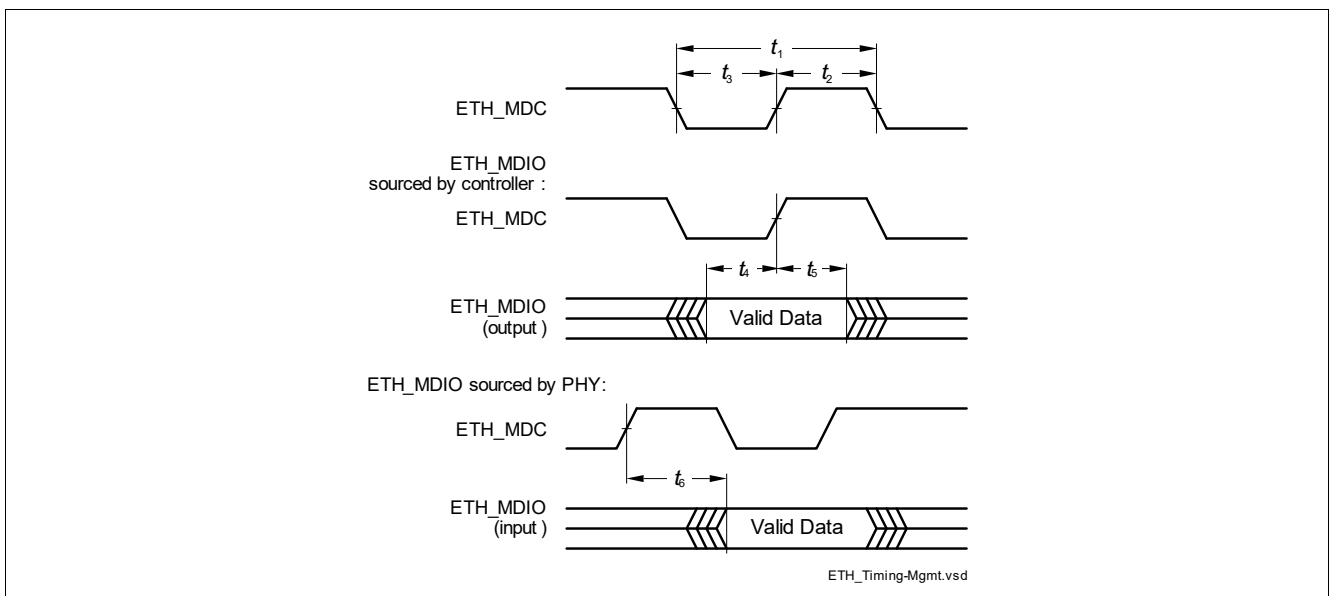 t₁
t₃ t₂
ETH_MDC
ETH_MDIO
sourced by controller :
ETH_MDC
t₄ t₅
ETH_MDIO
(output )
Valid Data
ETH_MDIO sourced by PHY:
ETH_MDC
t₆
ETH_MDIO
(input )
Valid Data
ETH_Timing-Mgmt.vsd